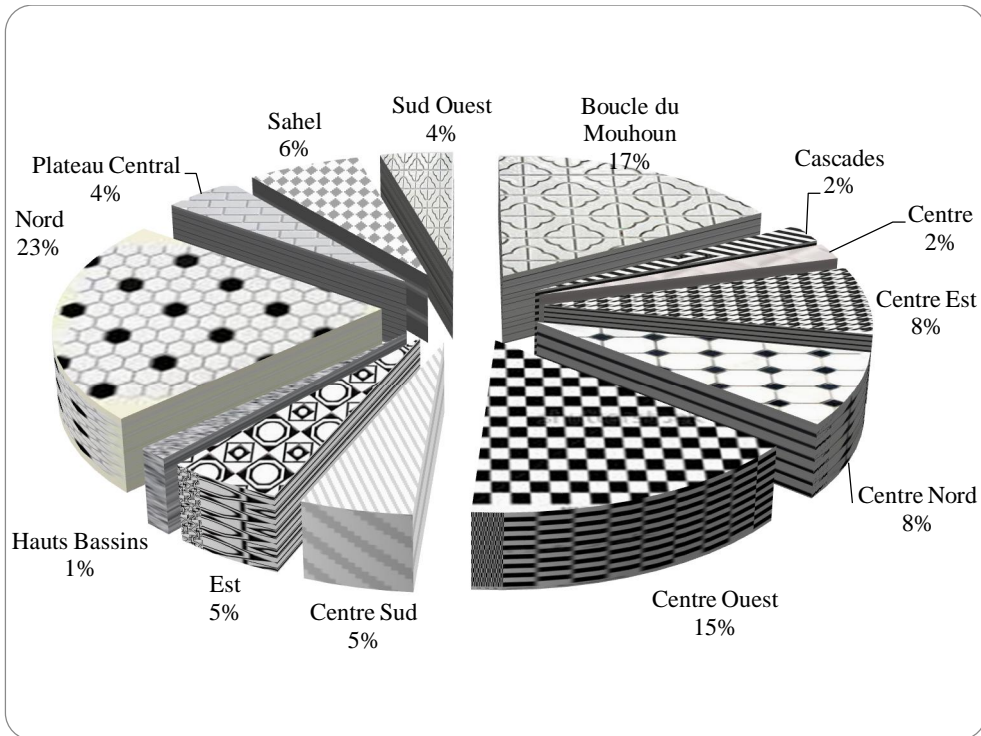 Boucle du
Mouhoun
17%
Cascades
2%
Centre
2%
Centre Est
8%
Centre Nord
8%
Centre Ouest
15%
Centre Sud
5%
Est
5%
Hauts Bassins
1%
Nord
23%
Plateau Central
4%
Sahel
6%
Sud Ouest
4%